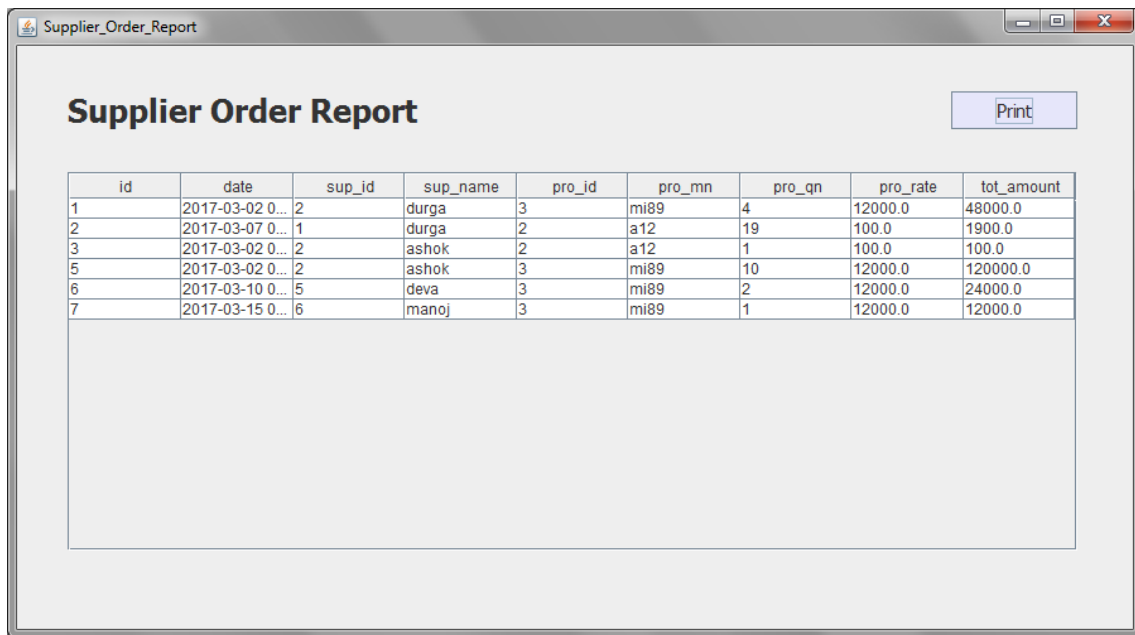 Supplier_Order_Report
Supplier Order Report
Print
id date sup_id sup_name pro_id pro_mn pro_qn pro_rate tot_amount
1 2017-03-02 0... 2 durga 3 mi89 4 12000.0 48000.0
2 2017-03-07 0... 1 durga 2 a12 19 100.0 1900.0
3 2017-03-02 0... 2 ashok 2 a12 1 100.0 100.0
5 2017-03-02 0... 2 ashok 3 mi89 10 12000.0 120000.0
6 2017-03-10 0... 5 deva 3 mi89 2 12000.0 24000.0
7 2017-03-15 0... 6 manoj 3 mi89 1 12000.0 12000.0